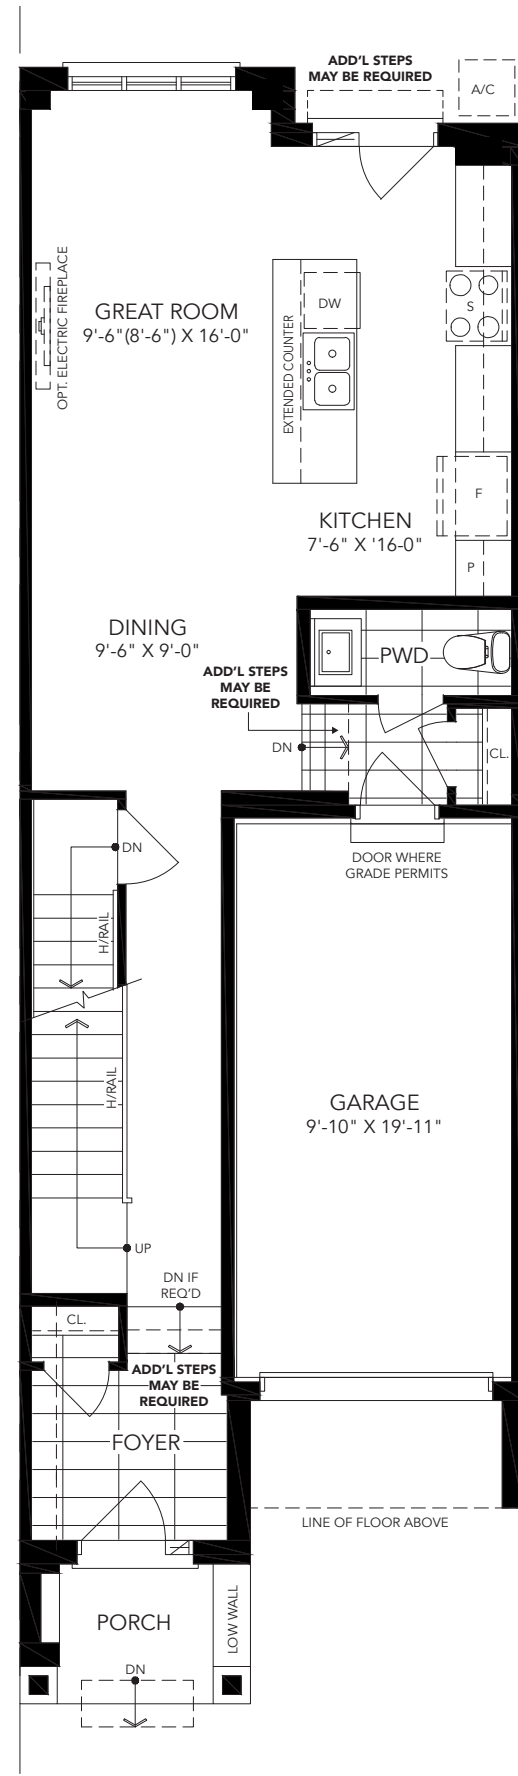 ADD'L STEPS
MAY BE REQUIRED
A/C
OPT. ELECTRIC FIREPLACE
GREAT ROOM
9'-6"(8'-6") X 16'-0"
EXTENDED COUNTER
DW
S
F
KITCHEN
7'-6" X '16-0"
P
DINING
9'-6" X 9'-0"
PWD
ADD'L STEPS
MAY BE
REQUIRED
DN
CL.
DN
DOOR WHERE
GRADE PERMITS
H/RAIL
H/RAIL
GARAGE
9'-10" X 19'-11"
UP
DN IF
REQ'D
CL.
ADD'L STEPS
MAY BE
REQUIRED
FOYER
LINE OF FLOOR ABOVE
PORCH
LOW WALL
DN